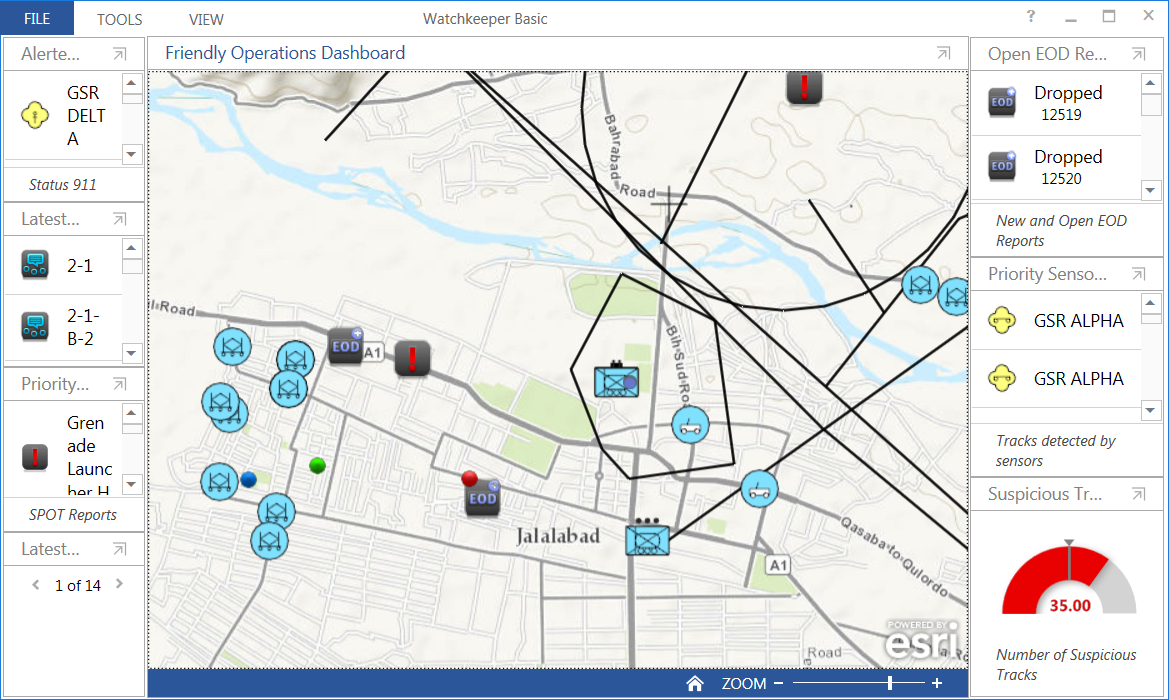 FILE
TOOLS
VIEW
Watchkeeper Basic
?
Alerte...
GSR
DELT
A
Status 911
Latest...
2-1
2-1-
B-2
Priority...
Gren
ade
Launc
her H
SPOT Reports
Latest...
1 of 14
Friendly Operations Dashboard
Bahrabad Road
il Road
EOD
A1
Bih Sud Ro
EOD
Jalalabad
A1
Qasaba to Qulordo
Road
POWERED BY
esri
ZOOM
Open EOD Re...
EOD
Dropped
12519
EOD
Dropped
12520
New and Open EOD
Reports
Priority Senso...
GSR ALPHA
GSR ALPHA
Tracks detected by
sensors
Suspicious Tr...
35.00
Number of Suspicious
Tracks